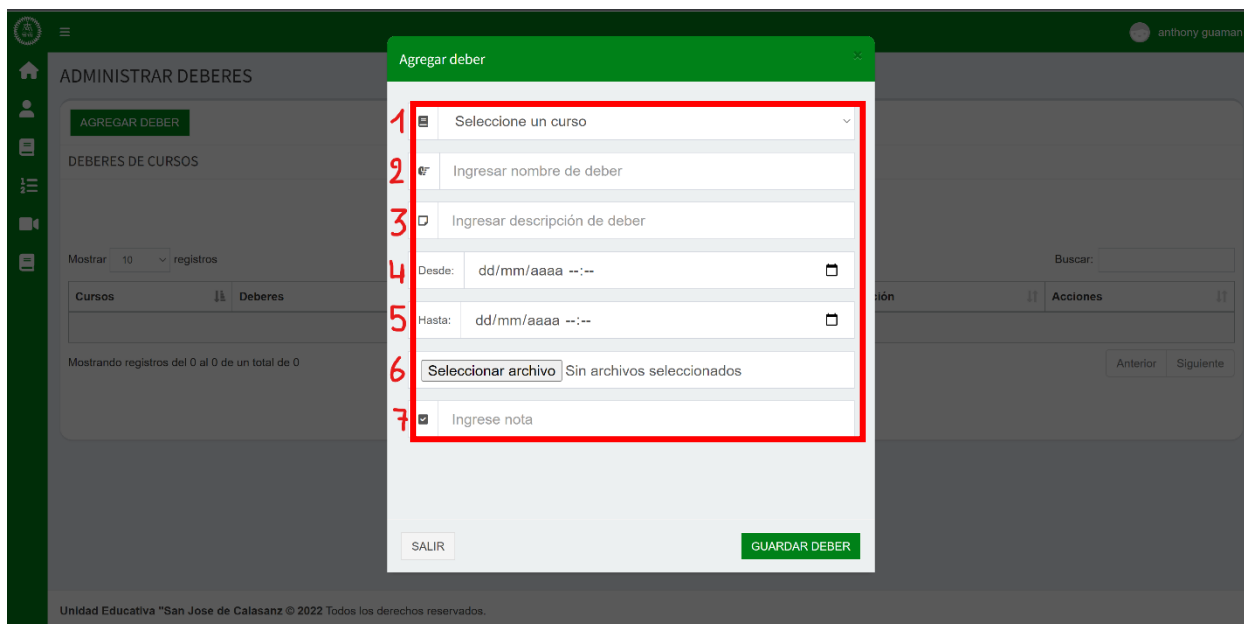 anthony guaman
ADMINISTRAR DEBERES
AGREGAR DEBER
DEBERES DE CURSOS
Mostrar 10 registros
Buscar:
Cursos Deberes ción Acciones
Mostrando registros del 0 al 0 de un total de 0
Anterior Siguiente
Agregar deber ×
1 Seleccione un curso
2 Ingresar nombre de deber
3 Ingresar descripción de deber
4 Desde: dd/mm/aaaa --:--
5 Hasta: dd/mm/aaaa --:--
6 Seleccionar archivo Sin archivos seleccionados
7 Ingrese nota
SALIR GUARDAR DEBER
Unidad Educativa "San Jose de Calasanz © 2022 Todos los derechos reservados.